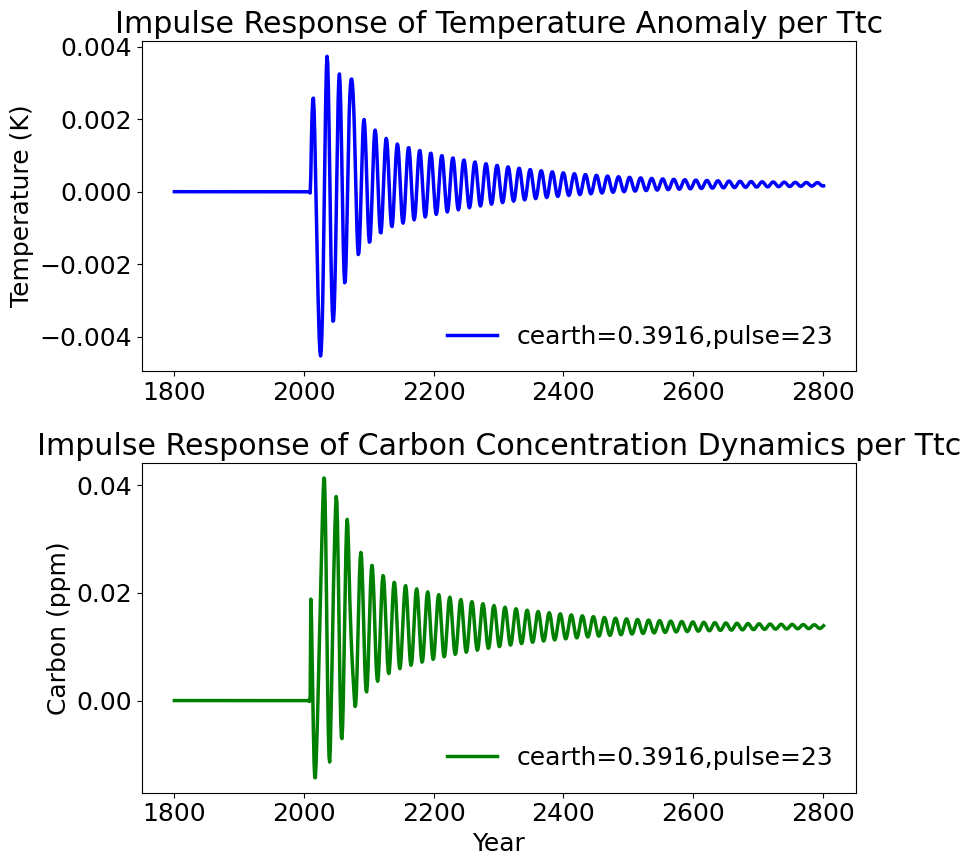 Impulse Response of Temperature Anomaly per Ttc
Temperature (K)
0.004
0.002
0.000
−0.002
−0.004
cearth=0.3916,pulse=23
1800 2000 2200 2400 2600 2800
Impulse Response of Carbon Concentration Dynamics per Ttc
Carbon (ppm)
0.04
0.02
0.00
cearth=0.3916,pulse=23
1800 2000 2200 2400 2600 2800
Year